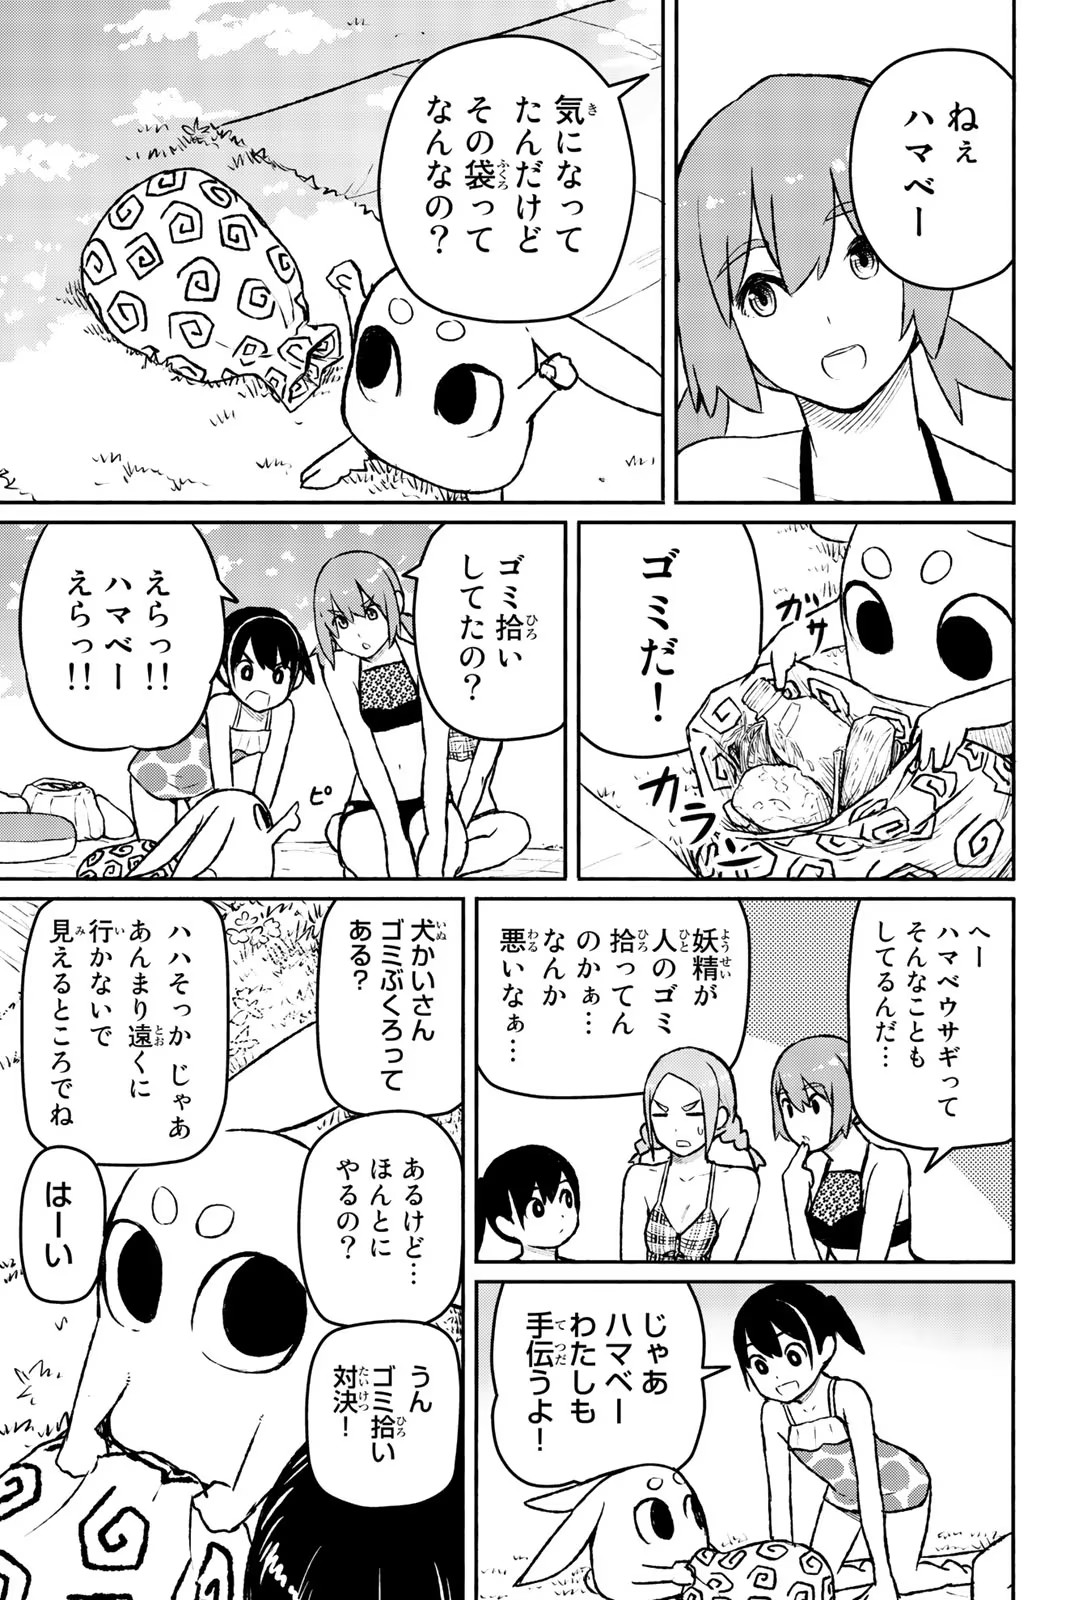 ねぇ
ハマベー
気になって
たんだけど
その袋って
なんなの？
ゴミだ！
ガサ
カラ
ゴミ拾い
してたの？
えらっ!!
ハマベー
えらっ!!
ピ
へー
ハマベウサギって
そんなことも
してるんだ…
妖精が
人のゴミ
拾ってん
のかぁ…
なんか
悪いなぁ…
じゃあ
ハマベー
わたしも
手伝うよ！
犬かいさん
ゴミぶくろって
ある？
あるけど…
ほんとに
やるの？
うん
ゴミ拾い
対決！
ハハそっか じゃあ
あんまり遠くに
行かないで
見えるところでね
はーい